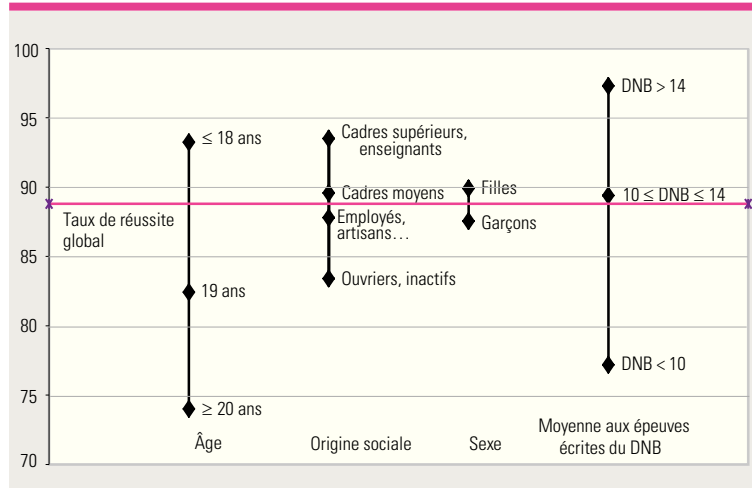 100
95
90
85
80
75
70
Taux de réussite
global
≤ 18 ans
19 ans
≥ 20 ans
Âge
Cadres supérieurs,
enseignants
Cadres moyens
Employés,
artisans…
Ouvriers, inactifs
Origine sociale
Filles
Garçons
Sexe
DNB > 14
10 ≤ DNB ≤ 14
DNB < 10
Moyenne aux épeuves
écrites du DNB